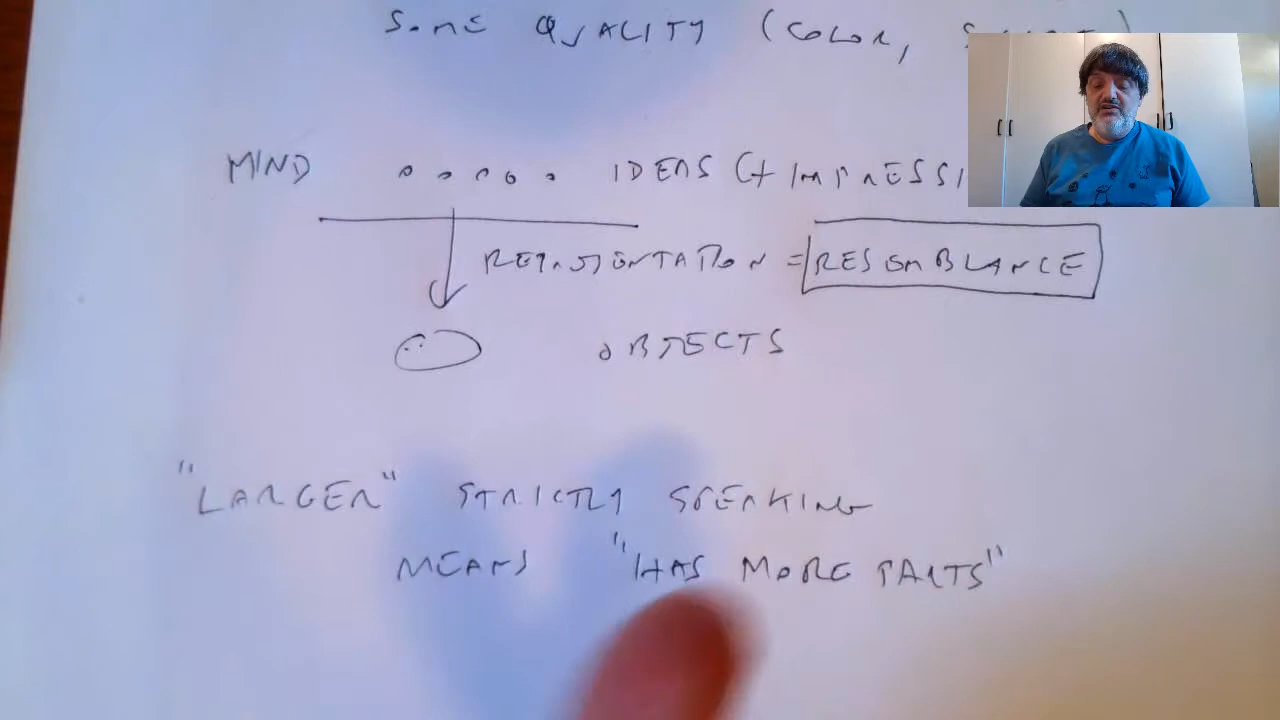 SOME QUALITY (COLOR,
MIND IDEAS (+ IMPRESSI
REPRESENTATION = RESEMBLANCE
OBJECTS
"LARGER" STRICTLY SPEAKING
MEANS "HAS MORE PARTS"